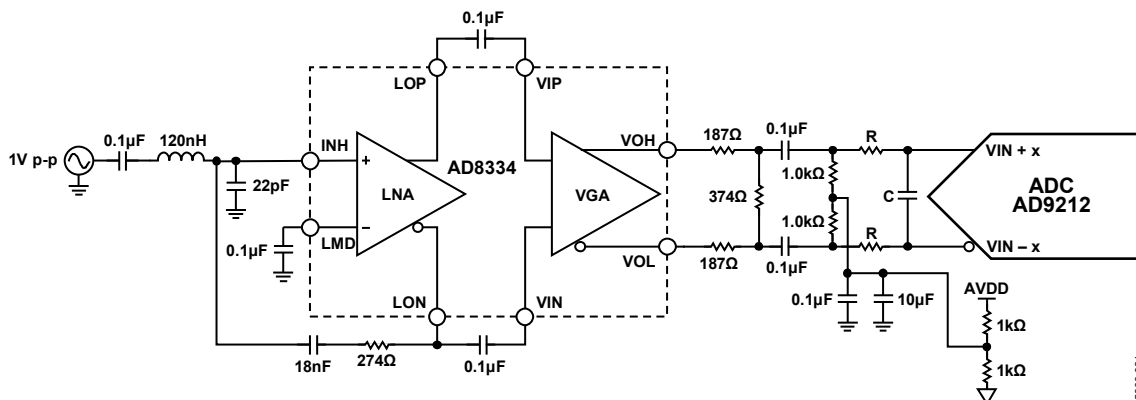 0.1µF
LOP
VIP
0.1µF
120nH
1V p-p
INH
AD8334
VOH
187Ω
0.1µF
R
VIN + x
+
LNA
VGA
22pF
374Ω
1.0kΩ
1.0kΩ
C
ADC
AD9212
0.1µF
LMD
–
VOL
187Ω
0.1µF
R
VIN – x
LON
VIN
0.1µF
10µF
AVDD
1kΩ
18nF
274Ω
0.1µF
1kΩ